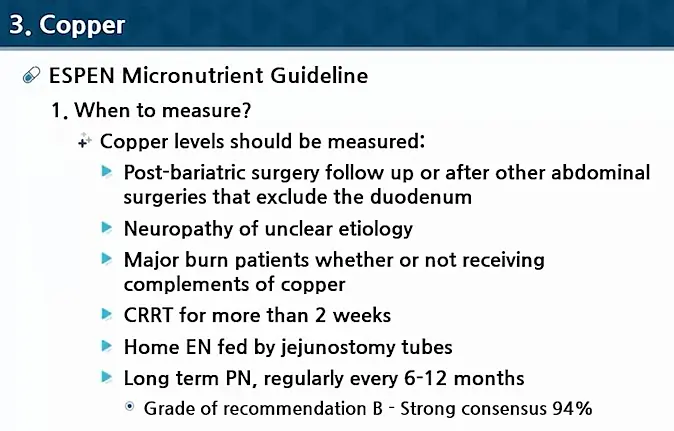 3. Copper
ESPEN Micronutrient Guideline
1. When to measure?
Copper levels should be measured:
Post-bariatric surgery follow up or after other abdominal
surgeries that exclude the duodenum
Neuropathy of unclear etiology
Major burn patients whether or not receiving
complements of copper
CRRT for more than 2 weeks
Home EN fed by jejunostomy tubes
Long term PN, regularly every 6-12 months
Grade of recommendation B - Strong consensus 94%